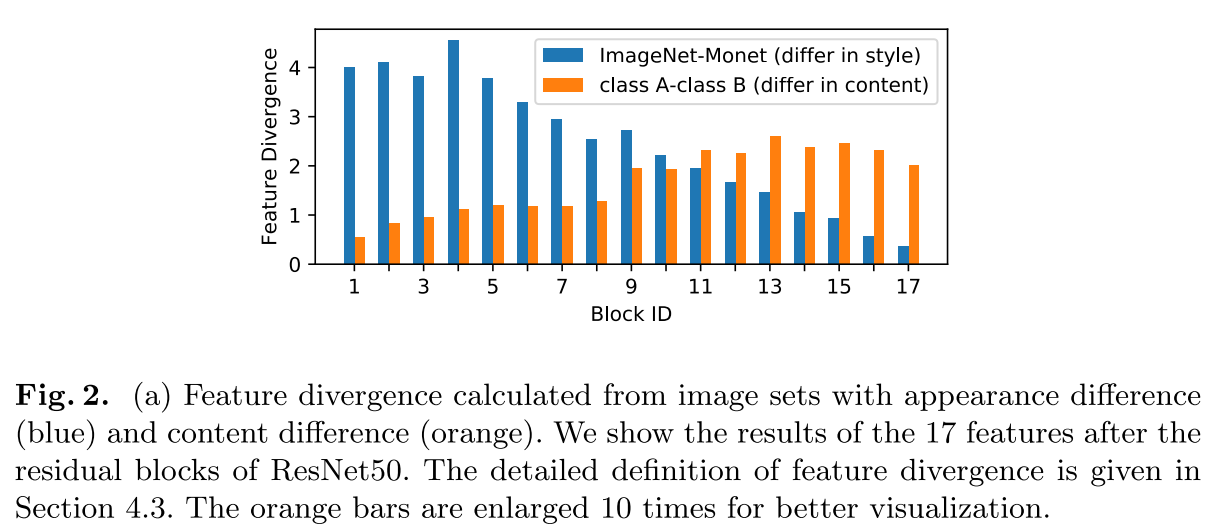 ImageNet-Monet (differ in style)
class A-class B (differ in content)
Feature Divergence
4
3
2
1
0
1 3 5 7 9 11 13 15 17
Block ID
Fig. 2. (a) Feature divergence calculated from image sets with appearance difference
(blue) and content difference (orange). We show the results of the 17 features after the
residual blocks of ResNet50. The detailed definition of feature divergence is given in
Section 4.3. The orange bars are enlarged 10 times for better visualization.